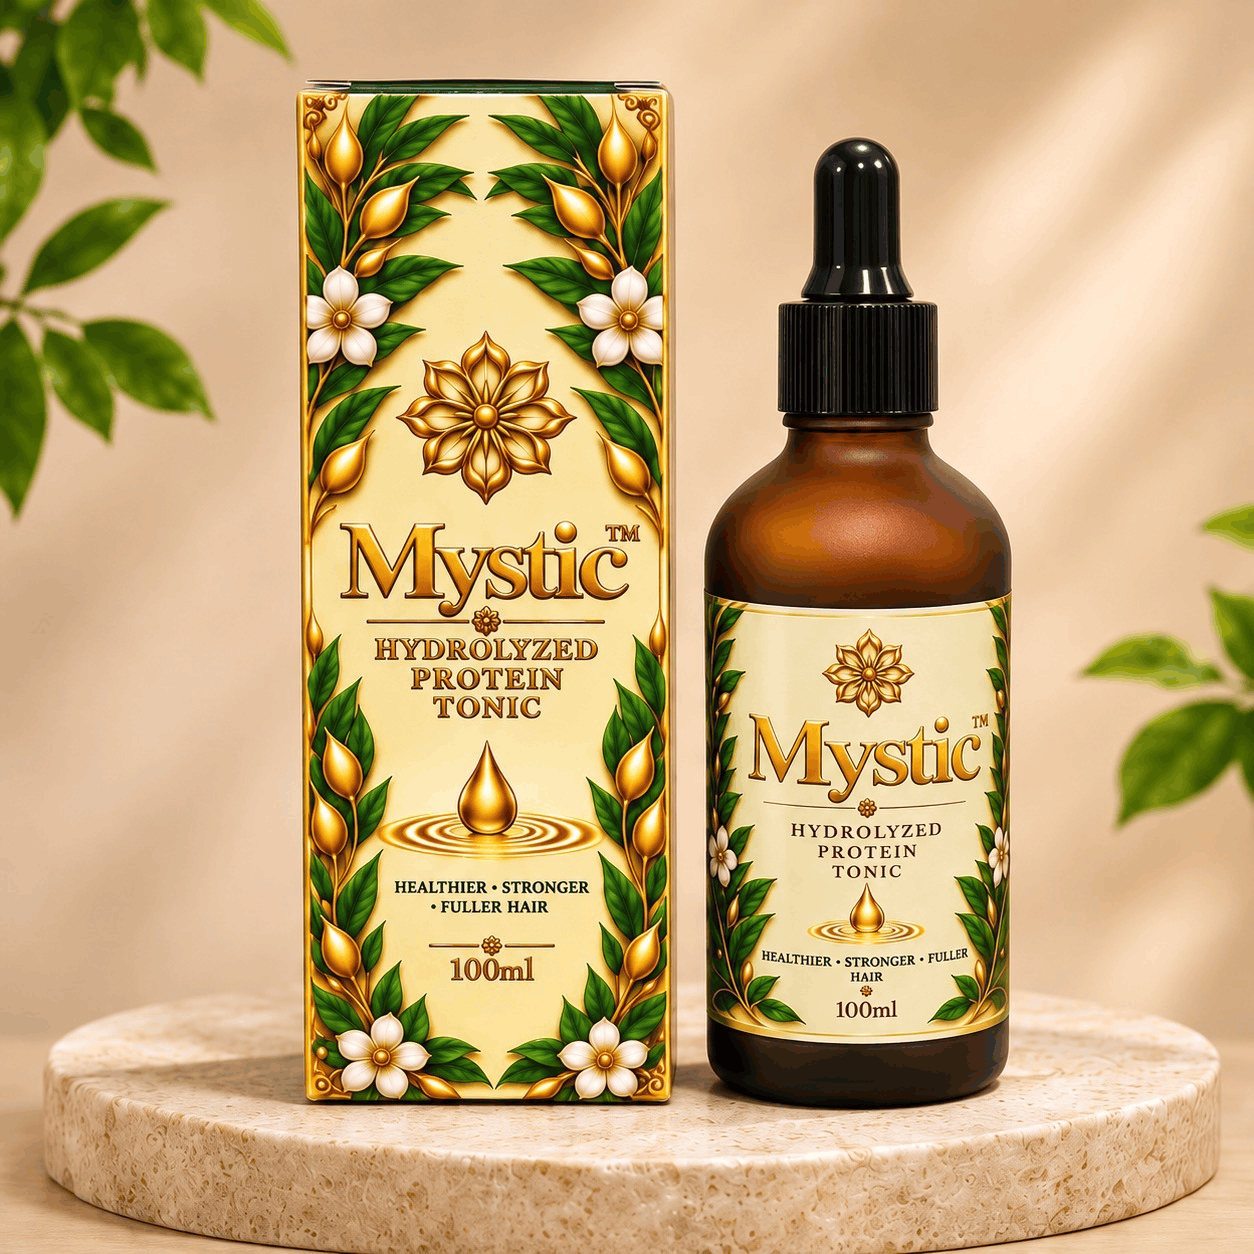 Mystic™
HYDROLYZED
PROTEIN
TONIC
HEALTHIER • STRONGER
• FULLER HAIR
100ml
Mystic™
HYDROLYZED
PROTEIN
TONIC
HEALTHIER • STRONGER • FULLER
HAIR
100ml